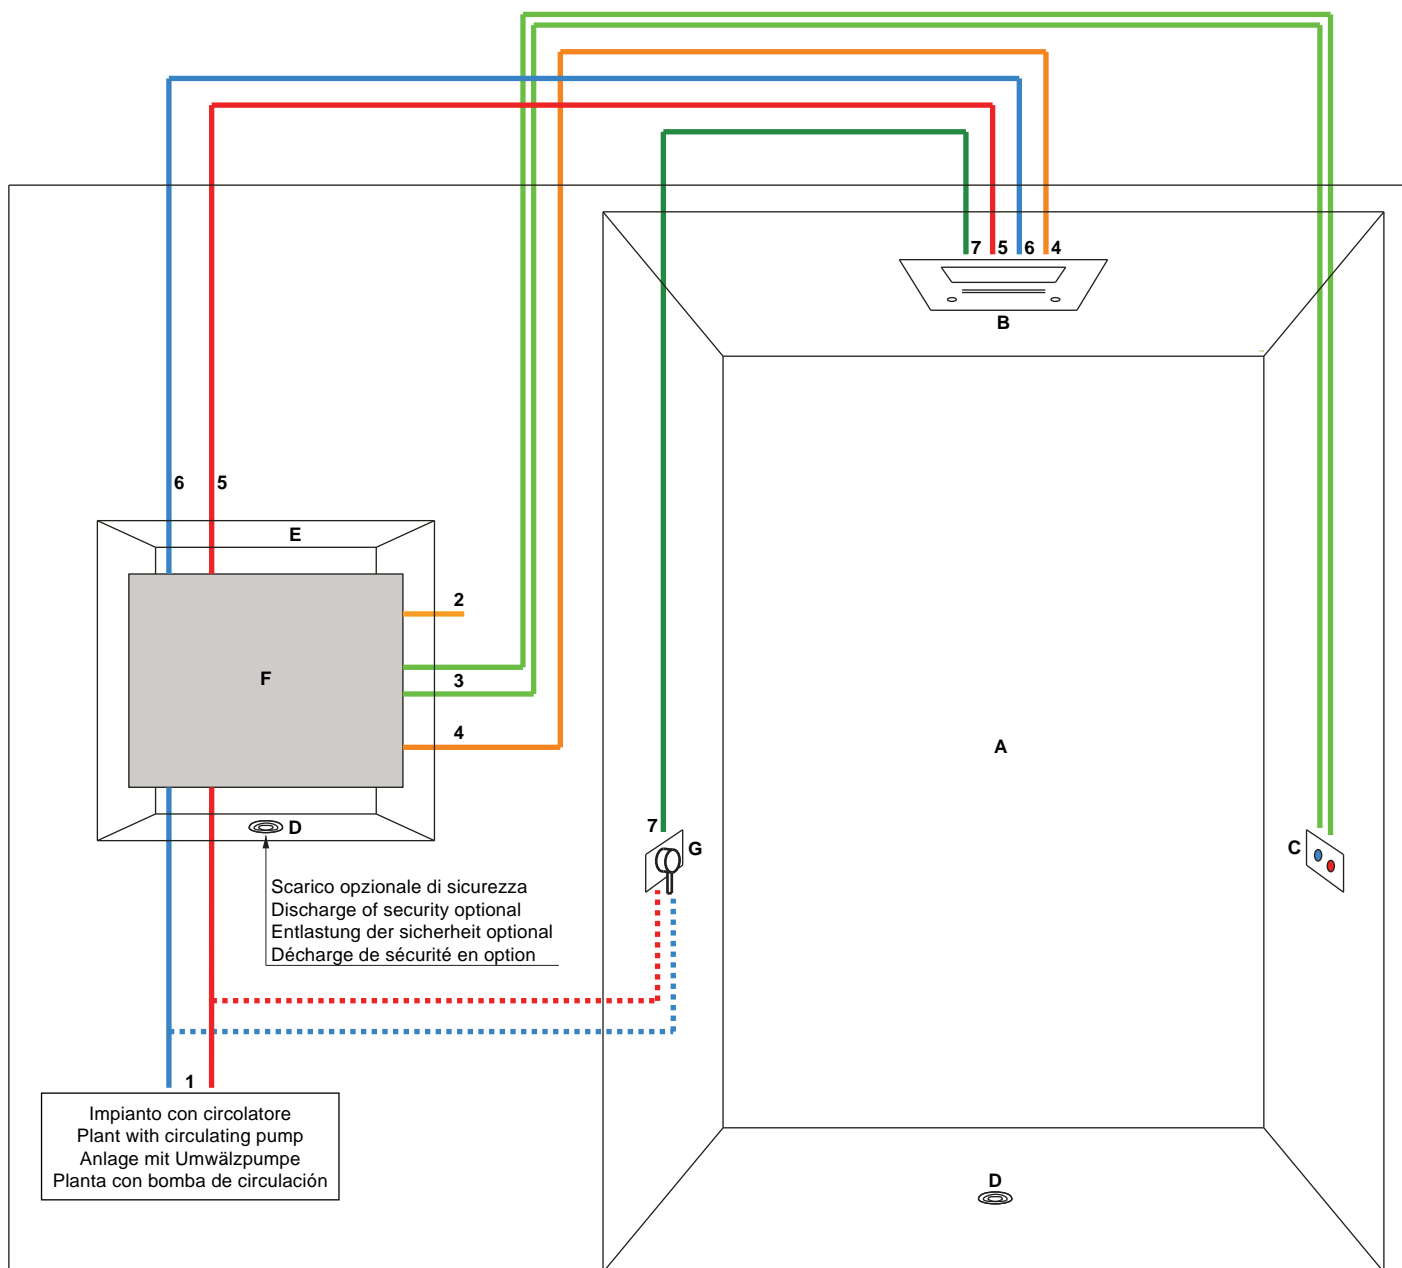 7 5 6 4
B
6 5
E
2
F
3
4
A
7
G
C
D
Scarico opzionale di sicurezza
Discharge of security optional
Entlastung der sicherheit optional
Décharge de sécurité en option
1
Impianto con circolatore
Plant with circulating pump
Anlage mit Umwälzpumpe
Planta con bomba de circulación
D